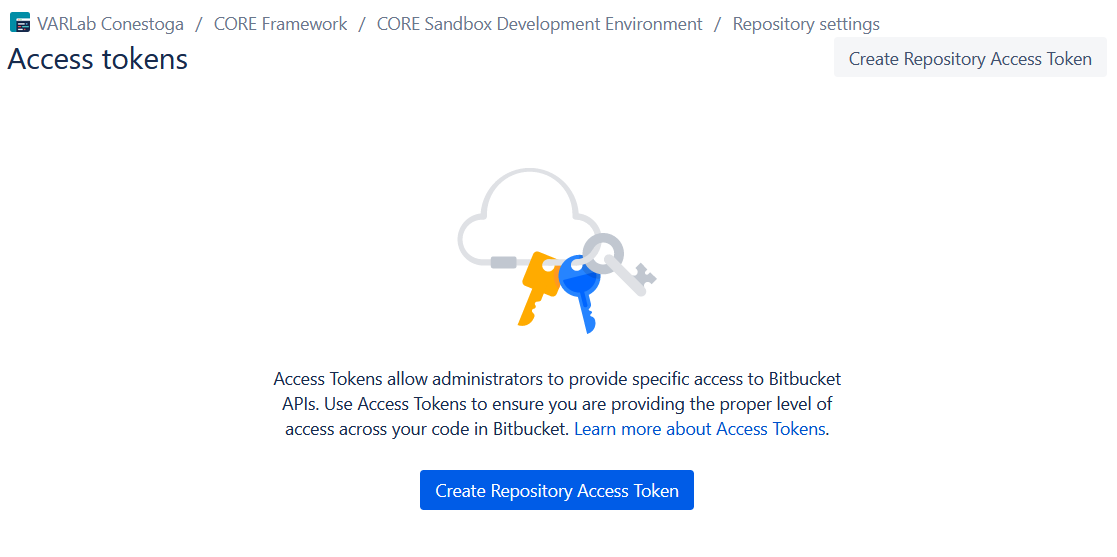 VARLab Conestoga / CORE Framework / CORE Sandbox Development Environment / Repository settings
Access tokens
Create Repository Access Token
Access Tokens allow administrators to provide specific access to Bitbucket
APIs. Use Access Tokens to ensure you are providing the proper level of
access across your code in Bitbucket. Learn more about Access Tokens.
Create Repository Access Token